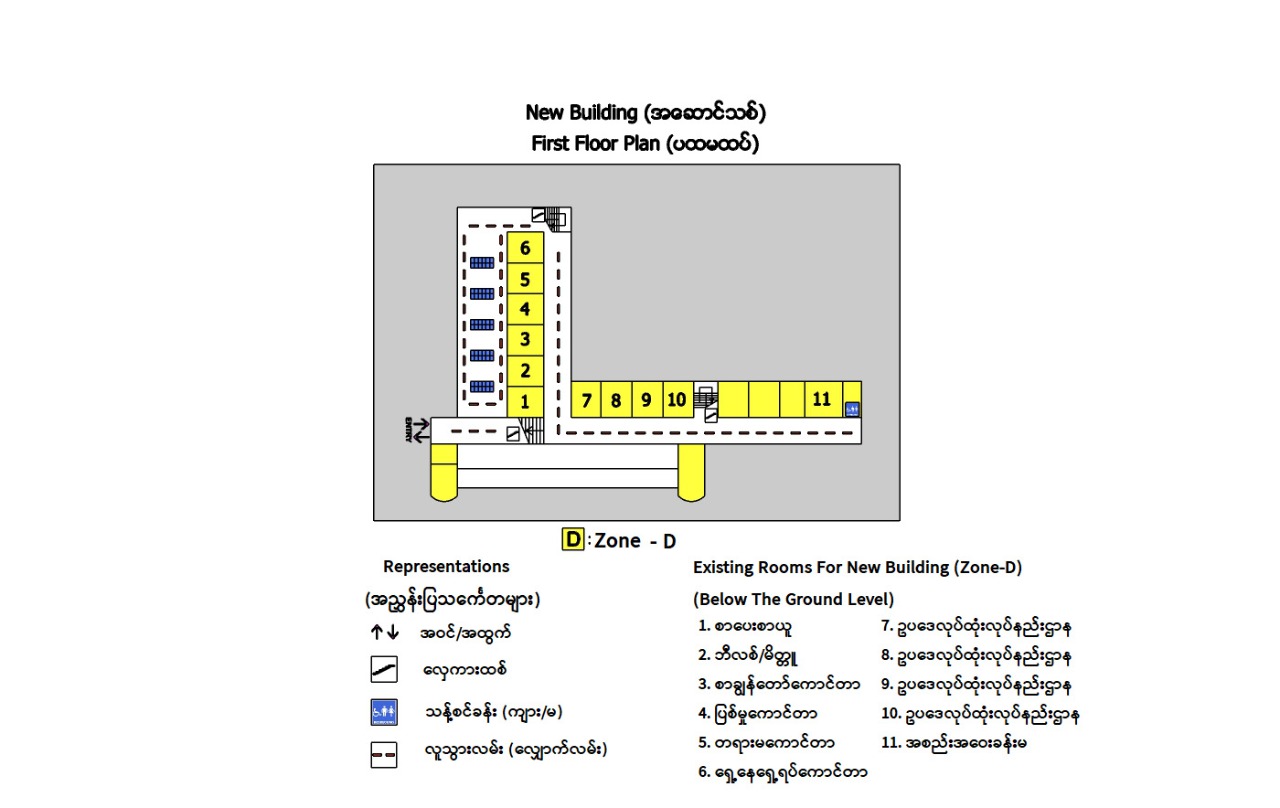 New Building (အဆောင်သစ်)
First Floor Plan (ပထမထပ်)
6
5
4
3
2
1
7 8 9 10 11
ENTRY
D : Zone - D
Representations
(အညွှန်းပြသင်္ကေတများ)
အဝင်/အထွက်
လှေကားထစ်
သန့်စင်ခန်း (ကျား/မ)
လူသွားလမ်း (လျှောက်လမ်း)
Existing Rooms For New Building (Zone-D)
(Below The Ground Level)
1. စာပေးစာယူ
2. ဘီလစ်/မိတ္တူ
3. စာချွန်တော်ကောင်တာ
4. ပြစ်မှုကောင်တာ
5. တရားမကောင်တာ
6. ရှေ့နေရှေ့ရပ်ကောင်တာ
7. ဥပဒေလုပ်ထုံးလုပ်နည်းဌာန
8. ဥပဒေလုပ်ထုံးလုပ်နည်းဌာန
9. ဥပဒေလုပ်ထုံးလုပ်နည်းဌာန
10. ဥပဒေလုပ်ထုံးလုပ်နည်းဌာန
11. အစည်းအဝေးခန်းမ